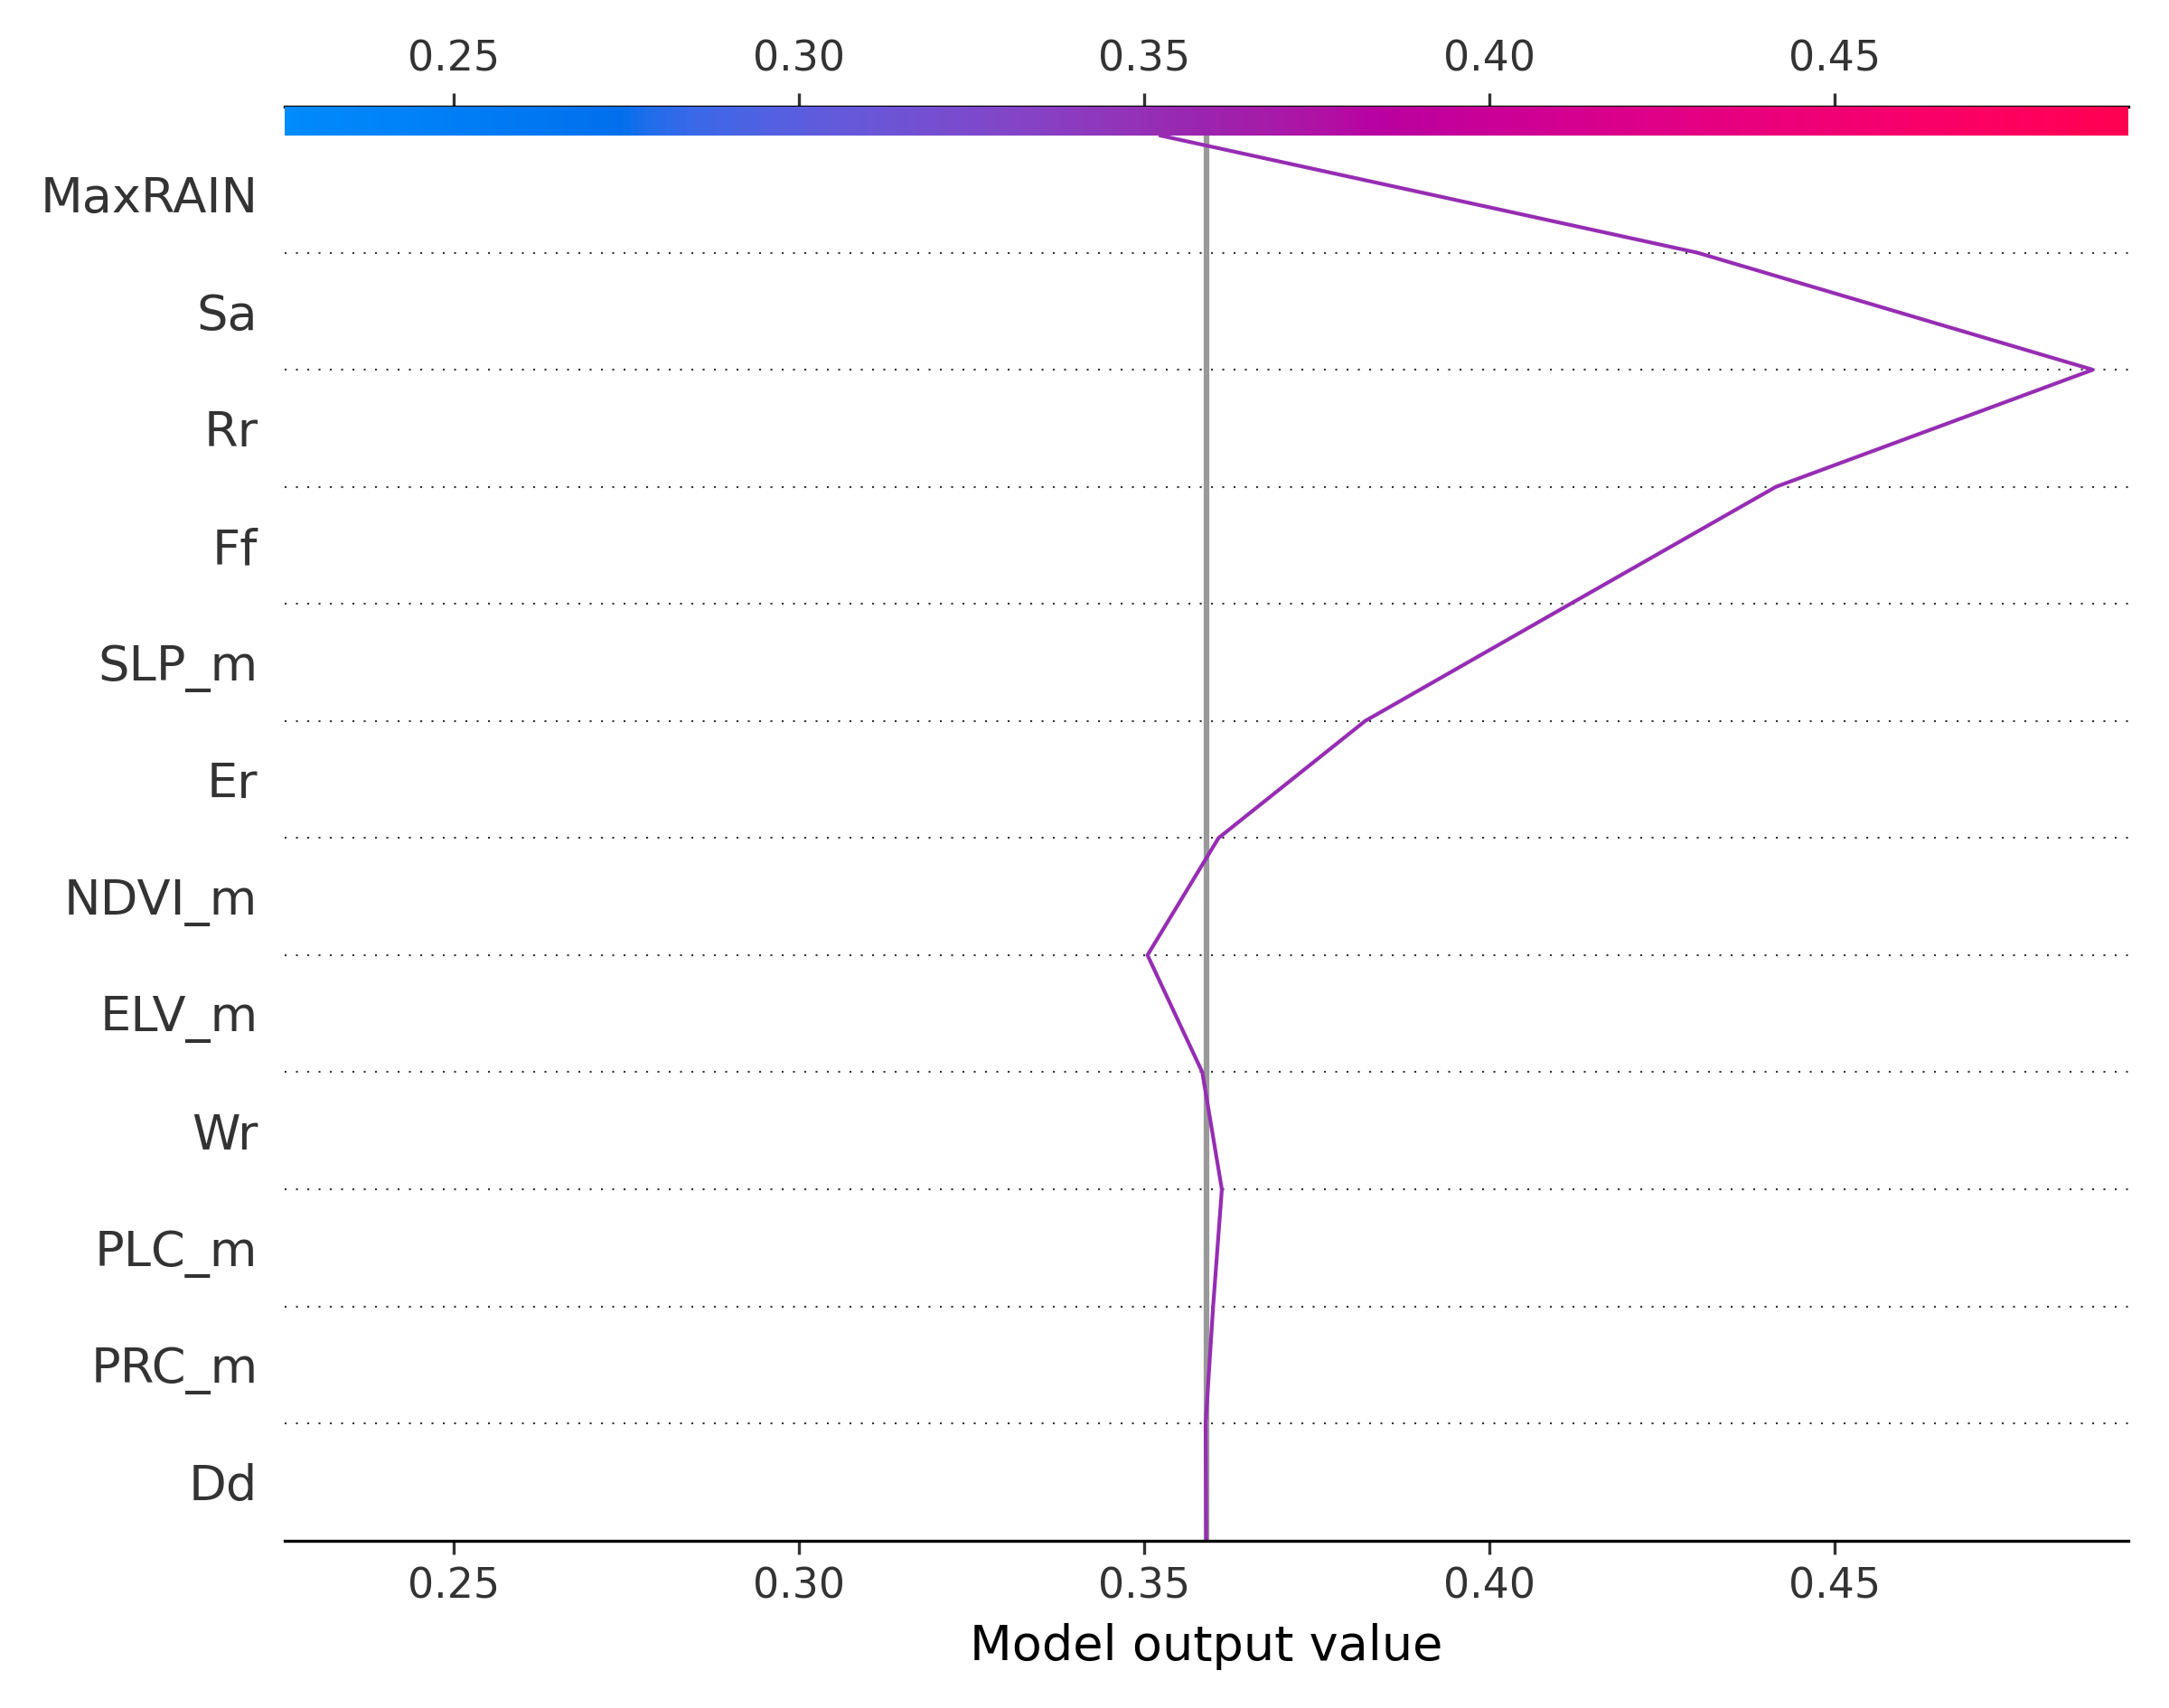 0.25 0.30 0.35 0.40 0.45
MaxRAIN
Sa
Rr
Ff
SLP_m
Er
NDVI_m
ELV_m
Wr
PLC_m
PRC_m
Dd
0.25 0.30 0.35 0.40 0.45
Model output value